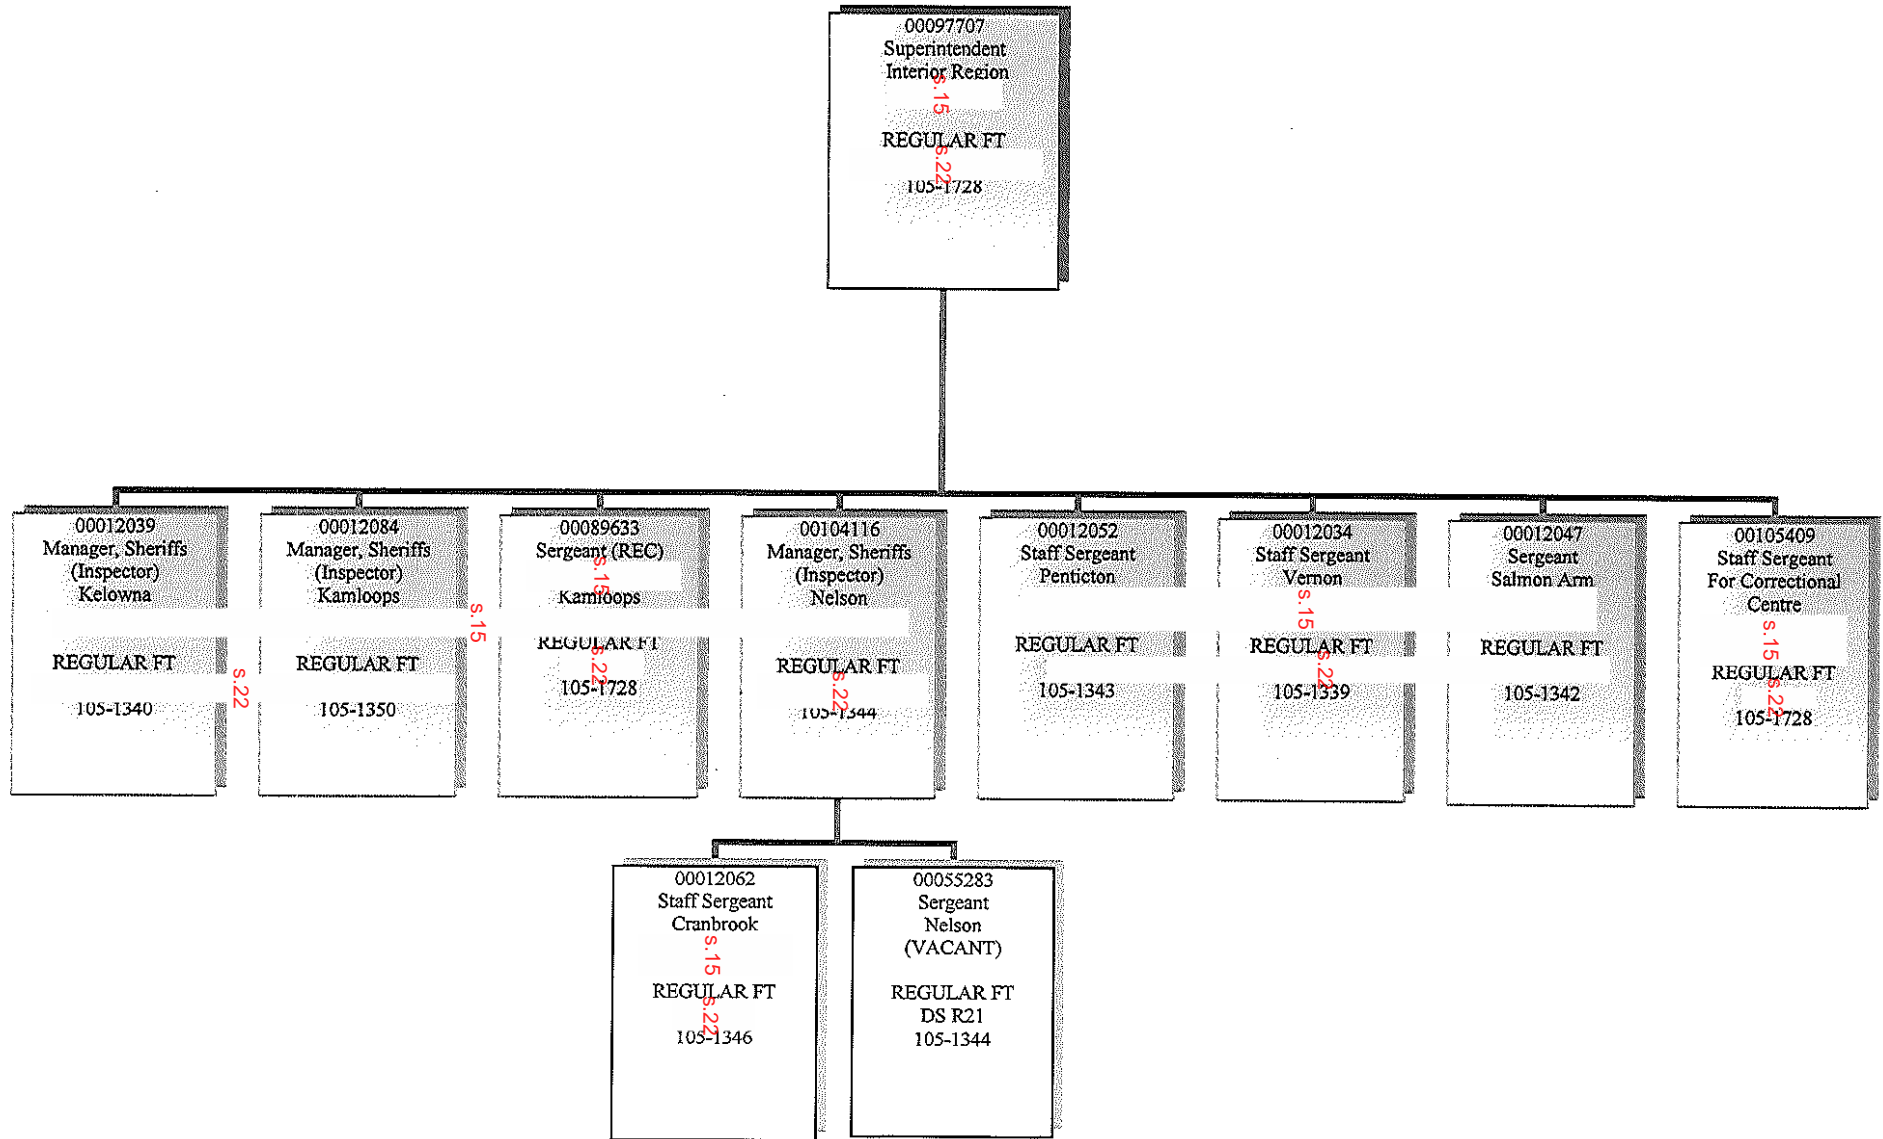 00097707
Superintendent
Interior Region
s.15
REGULAR FT
s.22
105-1728
00012039
Manager, Sheriffs
(Inspector)
Kelowna
REGULAR FT
105-1340
s.22
00012084
Manager, Sheriffs
(Inspector)
Kamloops
REGULAR FT
105-1350
s.15
00089633
Sergeant (REC)
s.15
Kamloops
REGULAR FT
s.22
105-1728
00104116
Manager, Sheriffs
(Inspector)
Nelson
REGULAR FT
s.22
105-1344
00012052
Staff Sergeant
Penticton
REGULAR FT
105-1343
00012034
Staff Sergeant
Vernon
s.15
REGULAR FT
s.22
105-1339
00012047
Sergeant
Salmon Arm
REGULAR FT
105-1342
00105409
Staff Sergeant
For Correctional
Centre
s.15
REGULAR FT
s.22
105-1728
00012062
Staff Sergeant
Cranbrook
s.15
REGULAR FT
s.22
105-1346
00055283
Sergeant
Nelson
(VACANT)
REGULAR FT
DS R21
105-1344